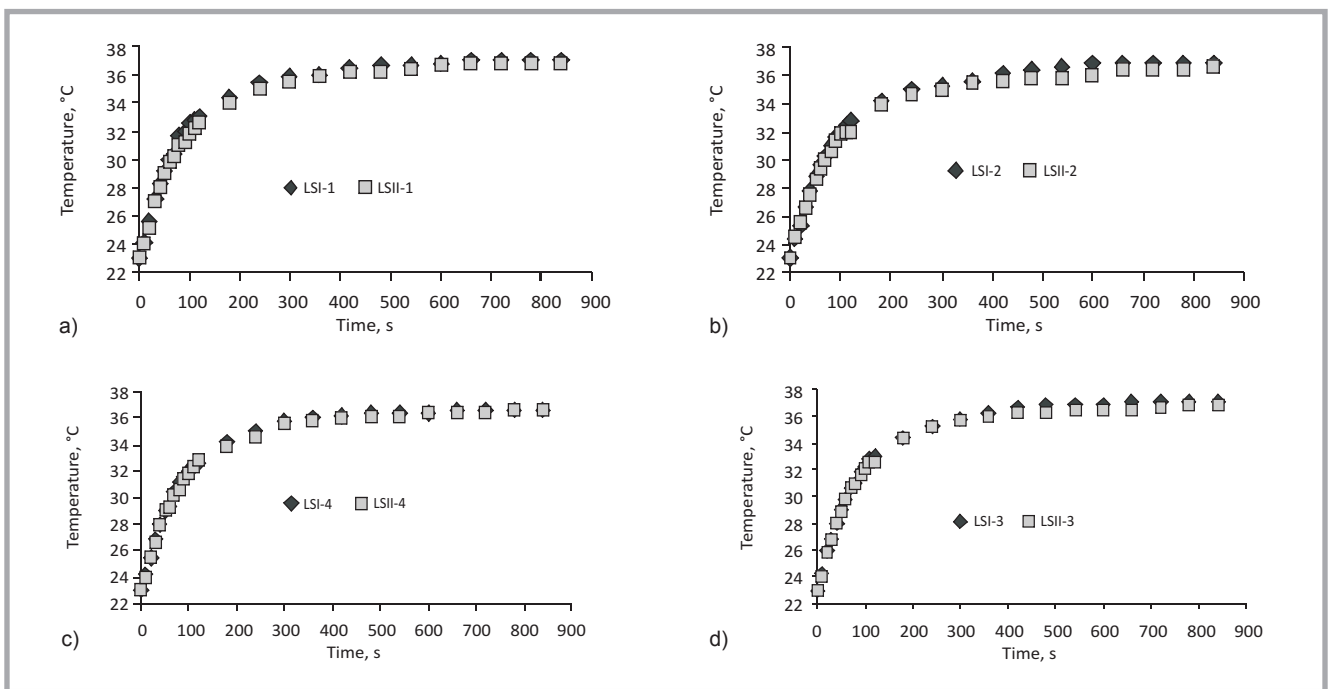 38
36
34
32
30
28
26
24
22
Temperature, °C
LSI-1 LSII-1
0 100 200 300 400 500 600 700 800 900
Time, s
a)
38
36
34
32
30
28
26
24
22
Temperature, °C
LSI-2 LSII-2
0 100 200 300 400 500 600 700 800 900
Time, s
b)
38
36
34
32
30
28
26
24
22
Temperature, °C
LSI-4 LSII-4
0 100 200 300 400 500 600 700 800 900
Time, s
c)
38
36
34
32
30
28
26
24
22
Temperature, °C
LSI-3 LSII-3
0 100 200 300 400 500 600 700 800 900
Time, s
d)